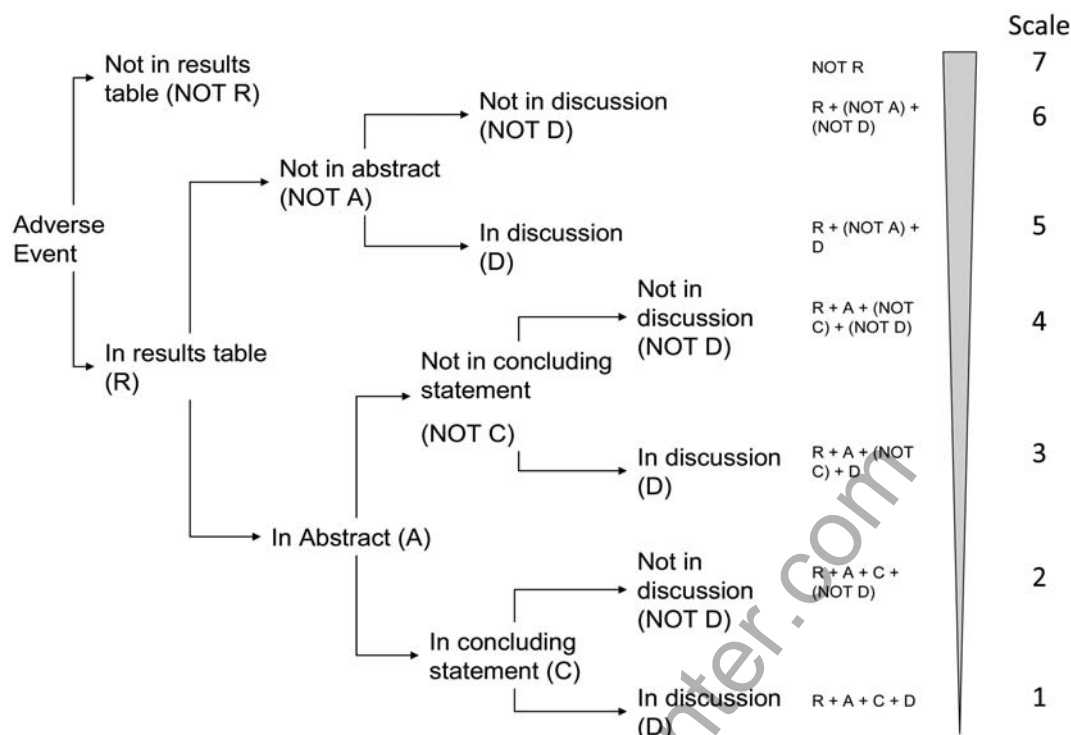 Scale
Not in results
table (NOT R)
NOT R
7
Not in discussion
(NOT D)
R + (NOT A) +
(NOT D)
6
Not in abstract
(NOT A)
Adverse
Event
In discussion
(D)
R + (NOT A) +
D
5
Not in
discussion
(NOT D)
R + A + (NOT
C) + (NOT D)
4
In results table
(R)
Not in concluding
statement
(NOT C)
In discussion
(D)
R + A + (NOT
C) + D
3
In Abstract (A)
Not in
discussion
(NOT D)
R + A + C +
(NOT D)
2
In concluding
statement (C)
In discussion
(D)
R + A + C + D
1
nter.com